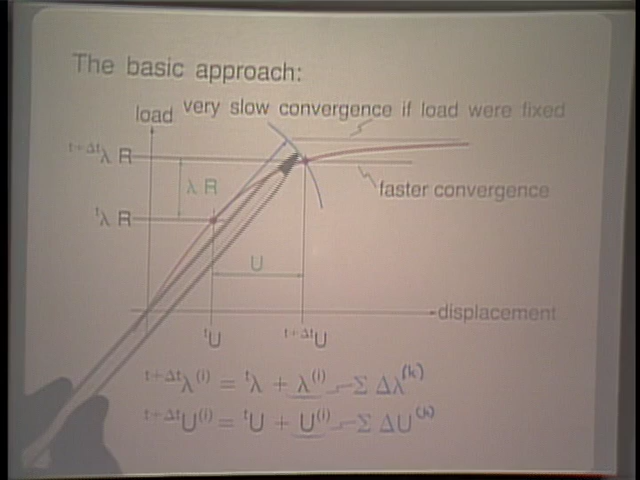 The basic approach:
load very slow convergence if load were fixed
t+Δtλ R
λ R
faster convergence
tλ R
U
displacement
tU t+ΔtU
t+Δtλ(i) = tλ + λ(i) — Σ Δλ(k)
t+ΔtU(i) = tU + U(i) — Σ ΔU(k)